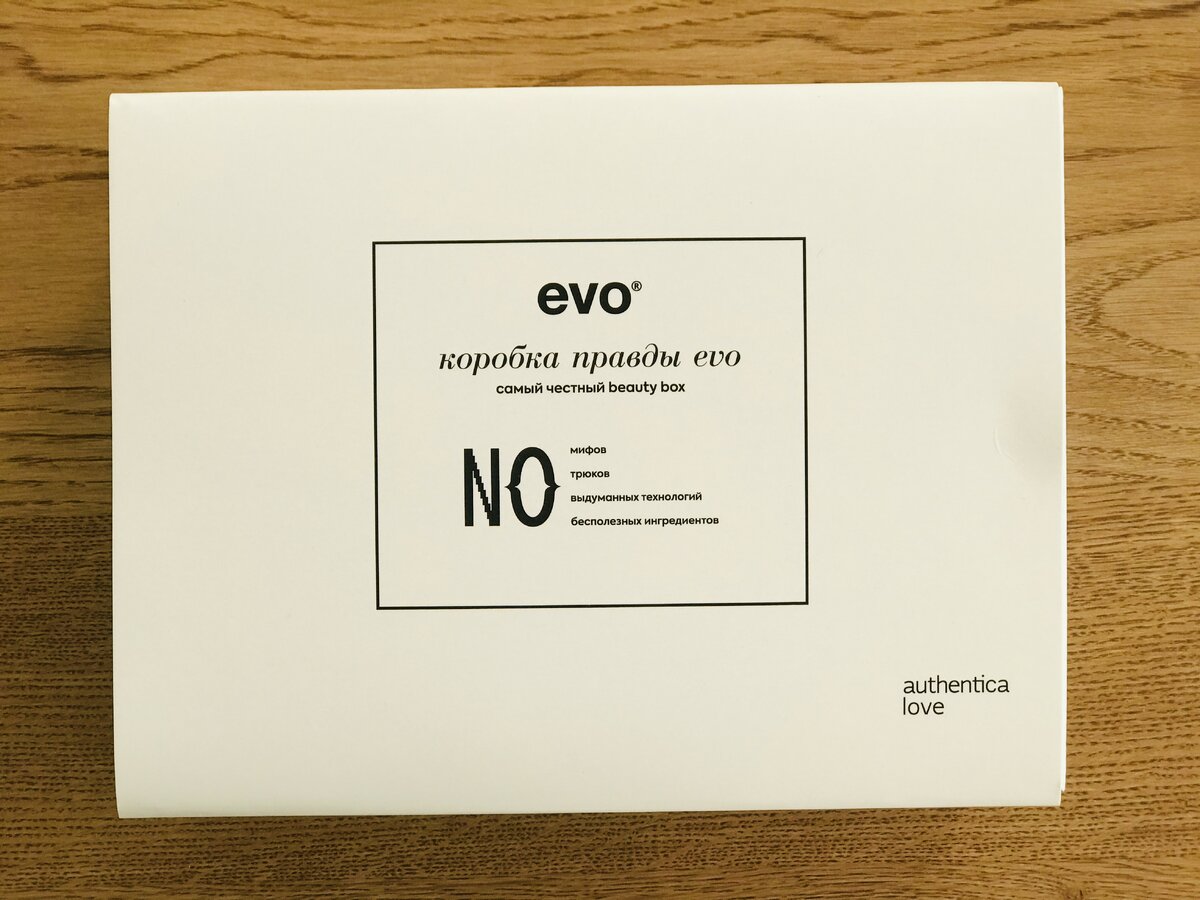 evo®
коробка правды evo
самый честный beauty box
NO
мифов
трюков
выдуманных технологий
бесполезных ингредиентов
authentica
love